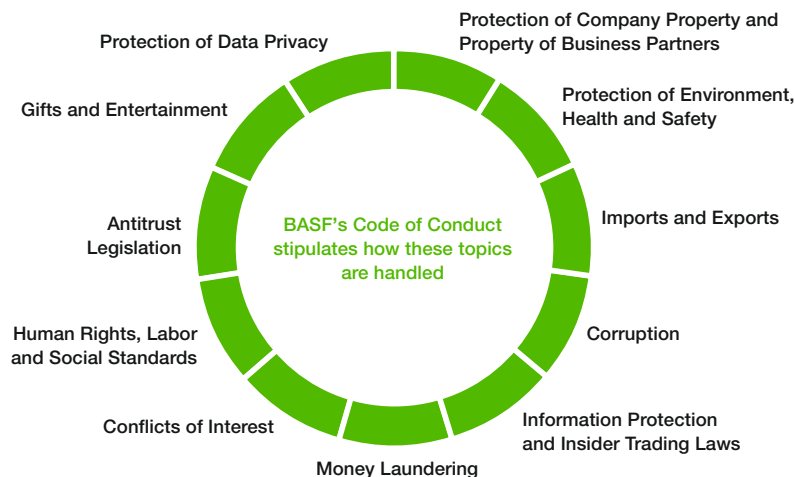 Protection of Company Property and
Property of Business Partners
Protection of Environment,
Health and Safety
Imports and Exports
Corruption
Information Protection
and Insider Trading Laws
Money Laundering
Conflicts of Interest
Human Rights, Labor
and Social Standards
Antitrust
Legislation
Gifts and Entertainment
Protection of Data Privacy
BASF's Code of Conduct
stipulates how these topics
are handled